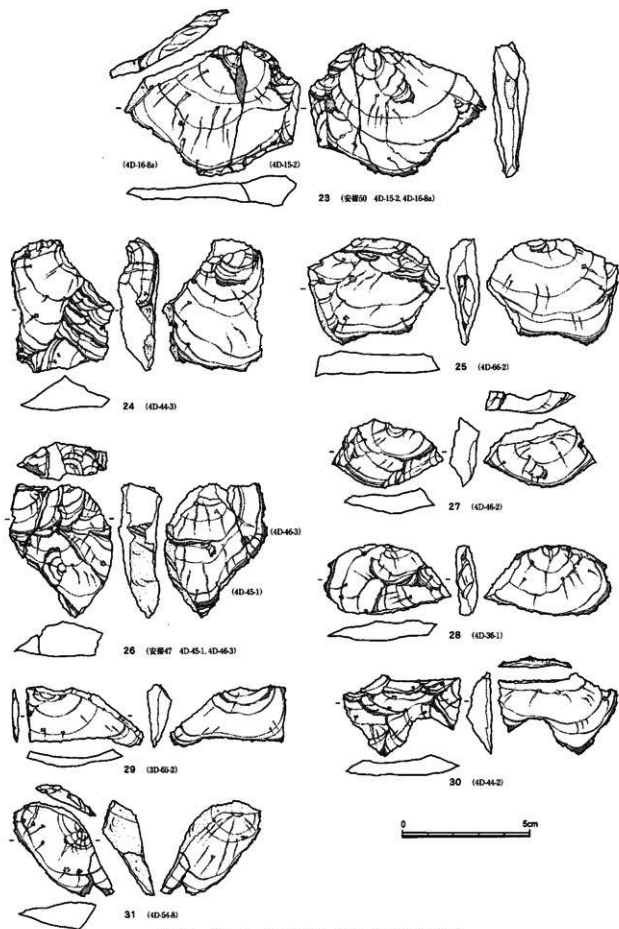 (4D-16-8a)
(4D-15-2)
23 (安接50 4D-15-2, 4D-16-8a)
24 (4D-44-3)
25 (4D-66-2)
27 (4D-46-2)
(4D-46-3)
(4D-45-1)
26 (安接47 4D-45-1, 4D-46-3)
28 (4D-36-1)
29 (3D-65-2)
30 (4D-44-2)
0 5cm
31 (4D-54-8)